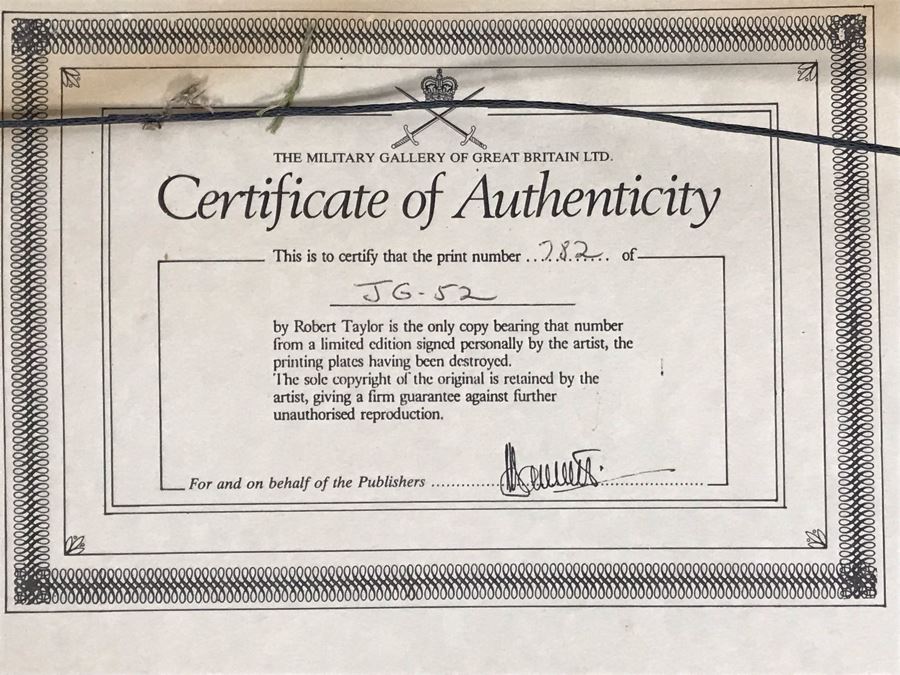 THE MILITARY GALLERY OF GREAT BRITAIN LTD.
Certificate of Authenticity
This is to certify that the print number ..782.... of
JG-52
by Robert Taylor is the only copy bearing that number
from a limited edition signed personally by the artist, the
printing plates having been destroyed.
The sole copyright of the original is retained by the
artist, giving a firm guarantee against further
unauthorised reproduction.
For and on behalf of the Publishers